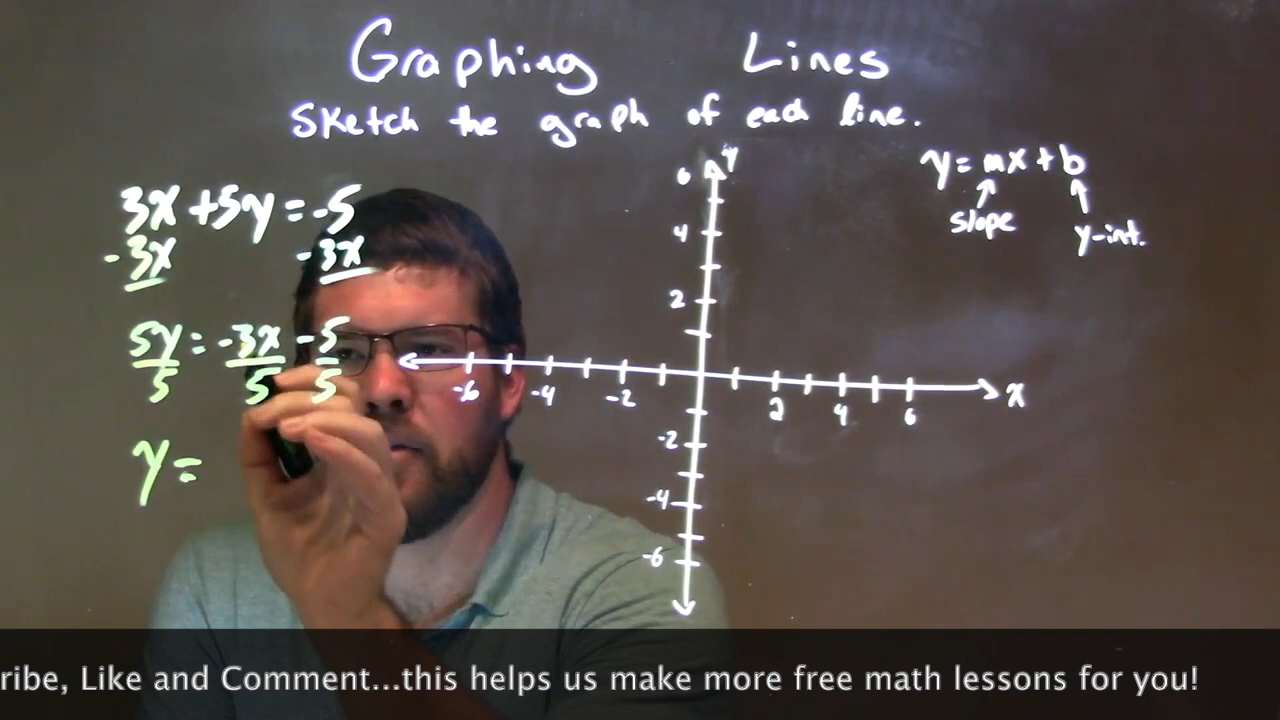 Graphing Lines
Sketch the graph of each line.
y = mx + b
slope
y-int.
3x + 5y = -5
-3x -3x
5y = -3x -5
5 5 5
y =
y
6
4
2
-6 -4 -2 2 4 6 x
-2
-4
-6
ribe, Like and Comment...this helps us make more free math lessons for you!